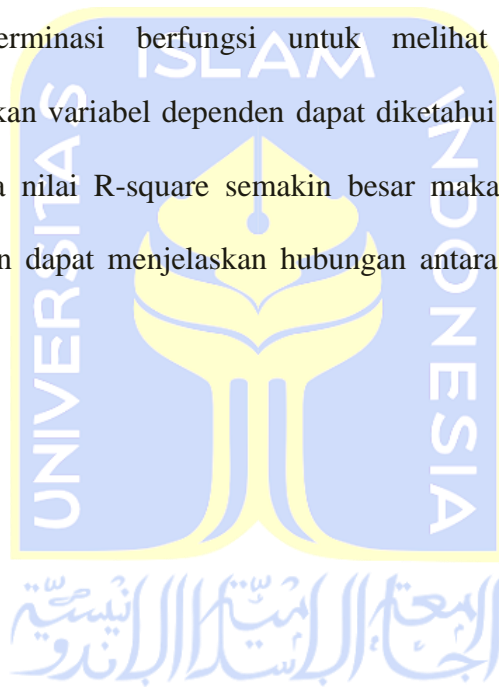 erminasi berfungsi untuk melihat
kan variabel dependen dapat diketahui
a nilai R-square semakin besar maka
n dapat menjelaskan hubungan antara
ISLAM
UNIVERSITAS
INDONESIA